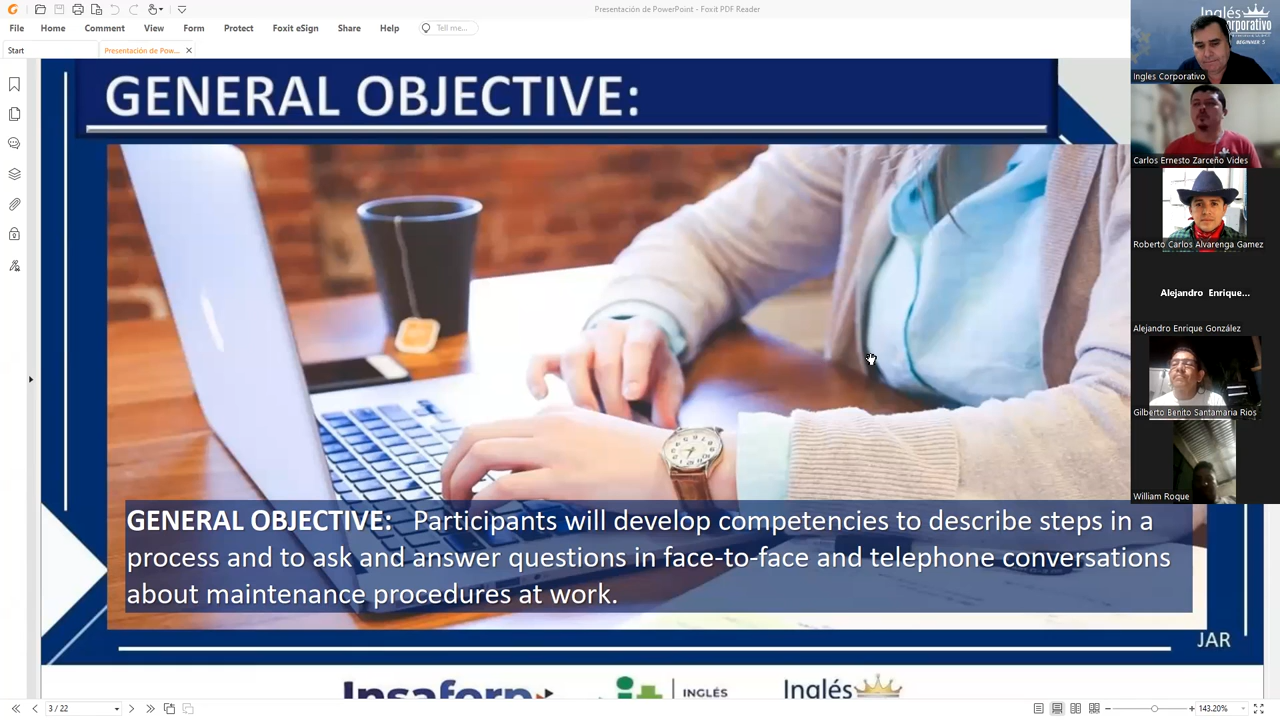 Presentación de PowerPoint - Foxit PDF Reader
File Home Comment View Form Protect Foxit eSign Share Help Tell me...
Start Presentación de Pow...
GENERAL OBJECTIVE:
GENERAL OBJECTIVE: Participants will develop competencies to describe steps in a
process and to ask and answer questions in face-to-face and telephone conversations
about maintenance procedures at work.
JAR
Insaforp
INGLÉS
Inglés
3 / 22
143.20%
Inglés
BEGINNER 5
Ingles Corporativo
Carlos Ernesto Zarceño Vides
Roberto Carlos Alvarenga Gamez
Alejandro Enrique...
Alejandro Enrique González
Gilberto Benito Santamaria Rios
William Roque